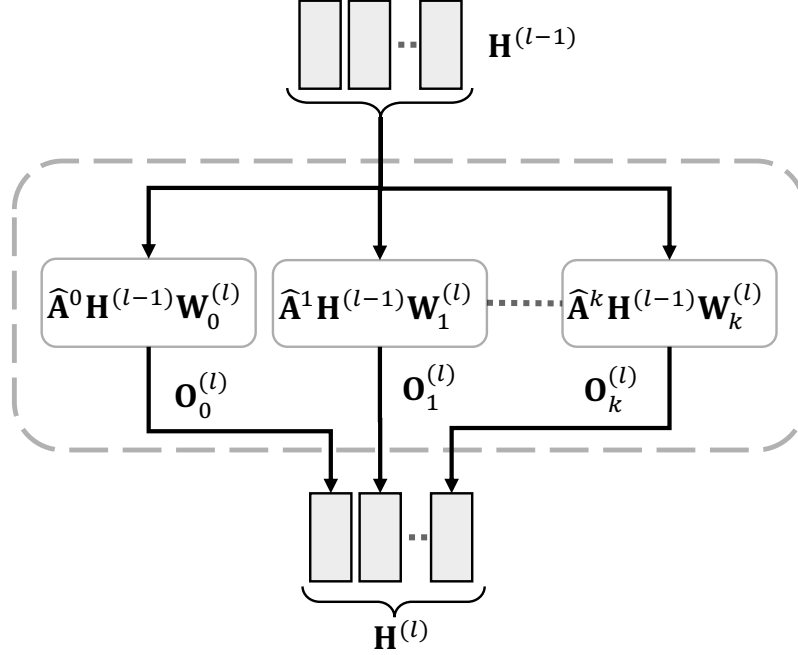 𝐇^(𝑙−1)
𝐀̂^0 𝐇^(𝑙−1) 𝐖_0^(𝑙)
𝐀̂^1 𝐇^(𝑙−1) 𝐖_1^(𝑙)
𝐀̂^𝑘 𝐇^(𝑙−1) 𝐖_𝑘^(𝑙)
𝐎_0^(𝑙)
𝐎_1^(𝑙)
𝐎_𝑘^(𝑙)
𝐇^(𝑙)